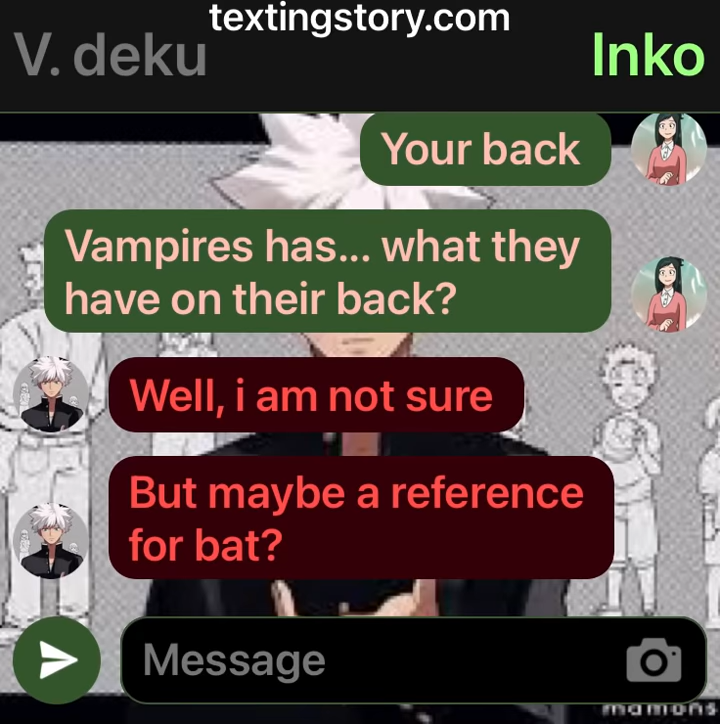 textingstory.com
V. deku
Inko
Your back
Vampires has... what they
have on their back?
Well, i am not sure
But maybe a reference
for bat?
Message
mamons